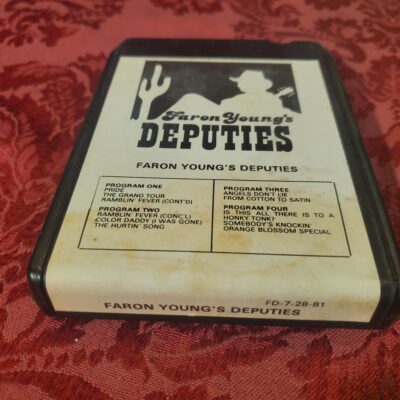 Faron Young's
DEPUTIES
FARON YOUNG'S DEPUTIES
PROGRAM ONE
PRIDE
THE GRAND TOUR
RAMBLIN' FEVER (CONT'D)
PROGRAM TWO
RAMBLIN' FEVER (CONC'L)
COLOR DADDY (I WAS GONE)
THE HURTIN' SONG
PROGRAM THREE
ANGELS DON'T LIE
FROM COTTON TO SATIN
PROGRAM FOUR
IS THIS ALL THERE IS TO A
HONKY TONK?
SOMEBODY'S KNOCKIN'
ORANGE BLOSSOM SPECIAL
FD-7-28-81
FARON YOUNG'S DEPUTIES